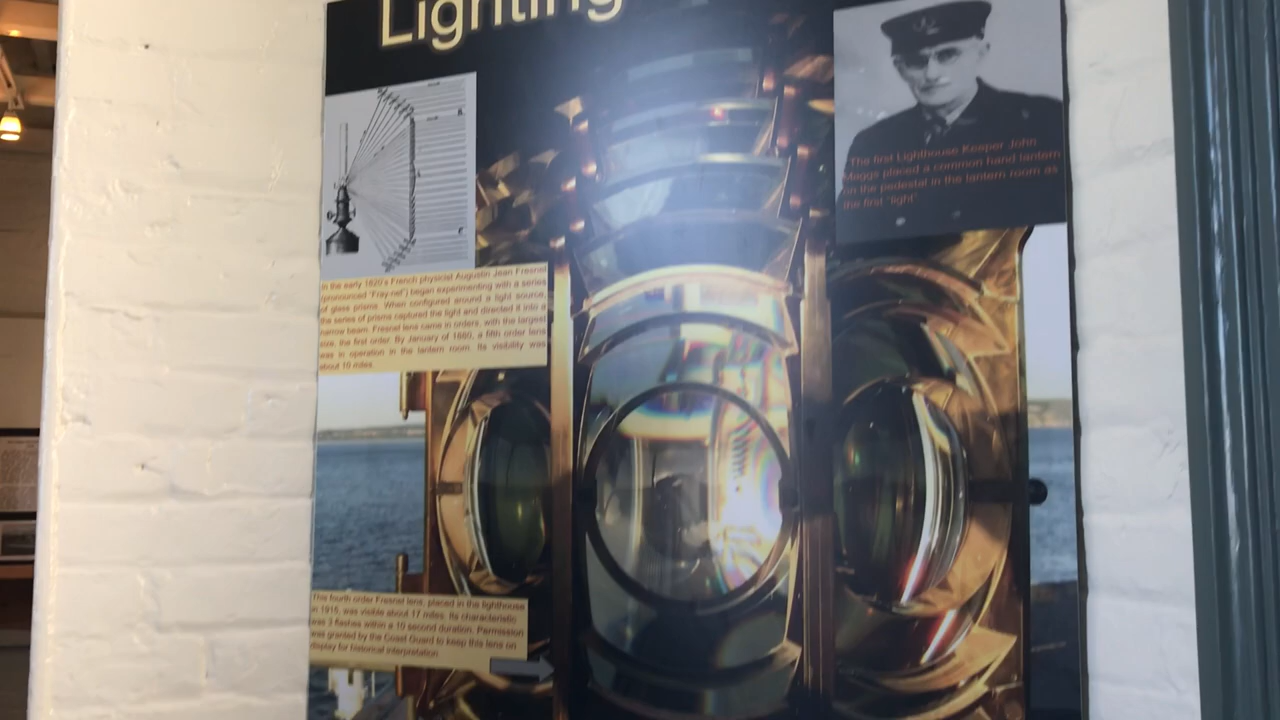 Lighting
The first Lighthouse Keeper John
Maggs placed a common hand lantern
on the pedestal in the lantern room as
the first "light"
In the early 1820's French physicist Augustin Jean Fresnel
(pronounced "Fray-nel") began experimenting with a series
of glass prisms. When configured around a light source,
the series of prisms captured the light and directed it into a
narrow beam. Fresnel lens came in orders, with the largest
size, the first order. By January of 1880, a fifth order lens
was in operation in the lantern room. Its visibility was
about 10 miles.
This fourth order Fresnel lens, placed in the lighthouse
in 1915, was visible about 17 miles. Its characteristic
was 3 flashes within a 10 second duration. Permission
was granted by the Coast Guard to keep this lens on
display for historical interpretation